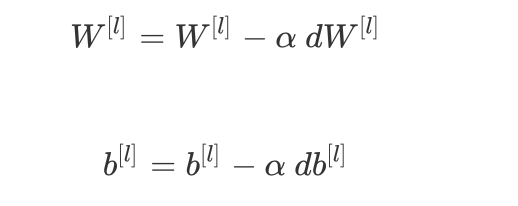 W^{[l]} = W^{[l]} − α dW^{[l]}
b^{[l]} = b^{[l]} − α db^{[l]}